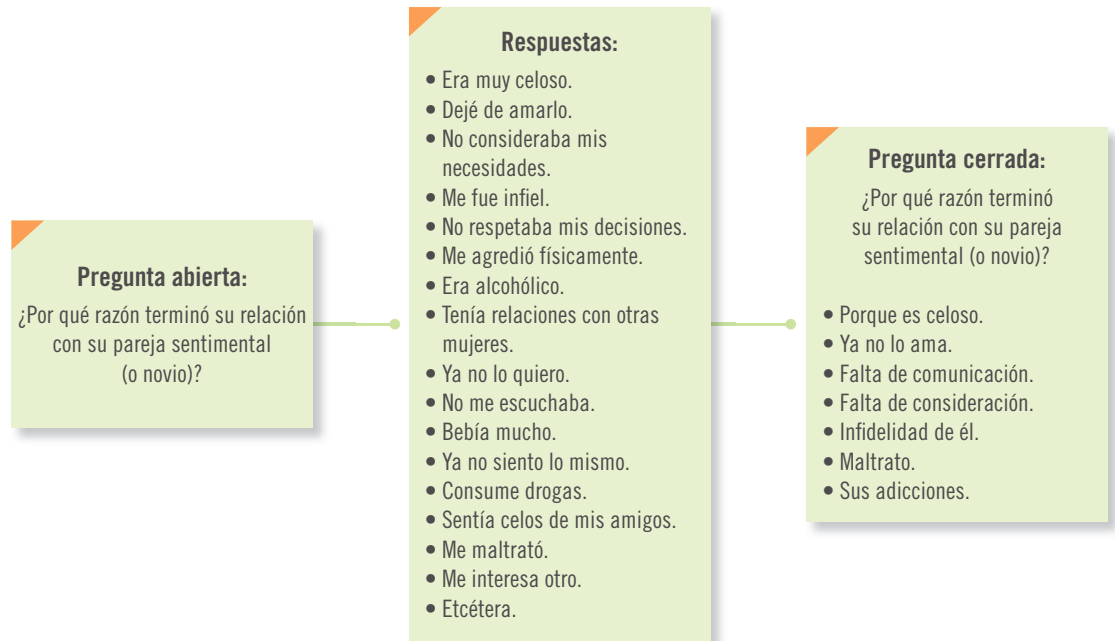 Pregunta abierta:
¿Por qué razón terminó su relación
con su pareja sentimental
(o novio)?
Respuestas:
• Era muy celoso.
• Dejé de amarlo.
• No consideraba mis
necesidades.
• Me fue infiel.
• No respetaba mis decisiones.
• Me agredió físicamente.
• Era alcohólico.
• Tenía relaciones con otras
mujeres.
• Ya no lo quiero.
• No me escuchaba.
• Bebía mucho.
• Ya no siento lo mismo.
• Consume drogas.
• Sentía celos de mis amigos.
• Me maltrató.
• Me interesa otro.
• Etcétera.
Pregunta cerrada:
¿Por qué razón terminó
su relación con su pareja
sentimental (o novio)?
• Porque es celoso.
• Ya no lo ama.
• Falta de comunicación.
• Falta de consideración.
• Infidelidad de él.
• Maltrato.
• Sus adicciones.